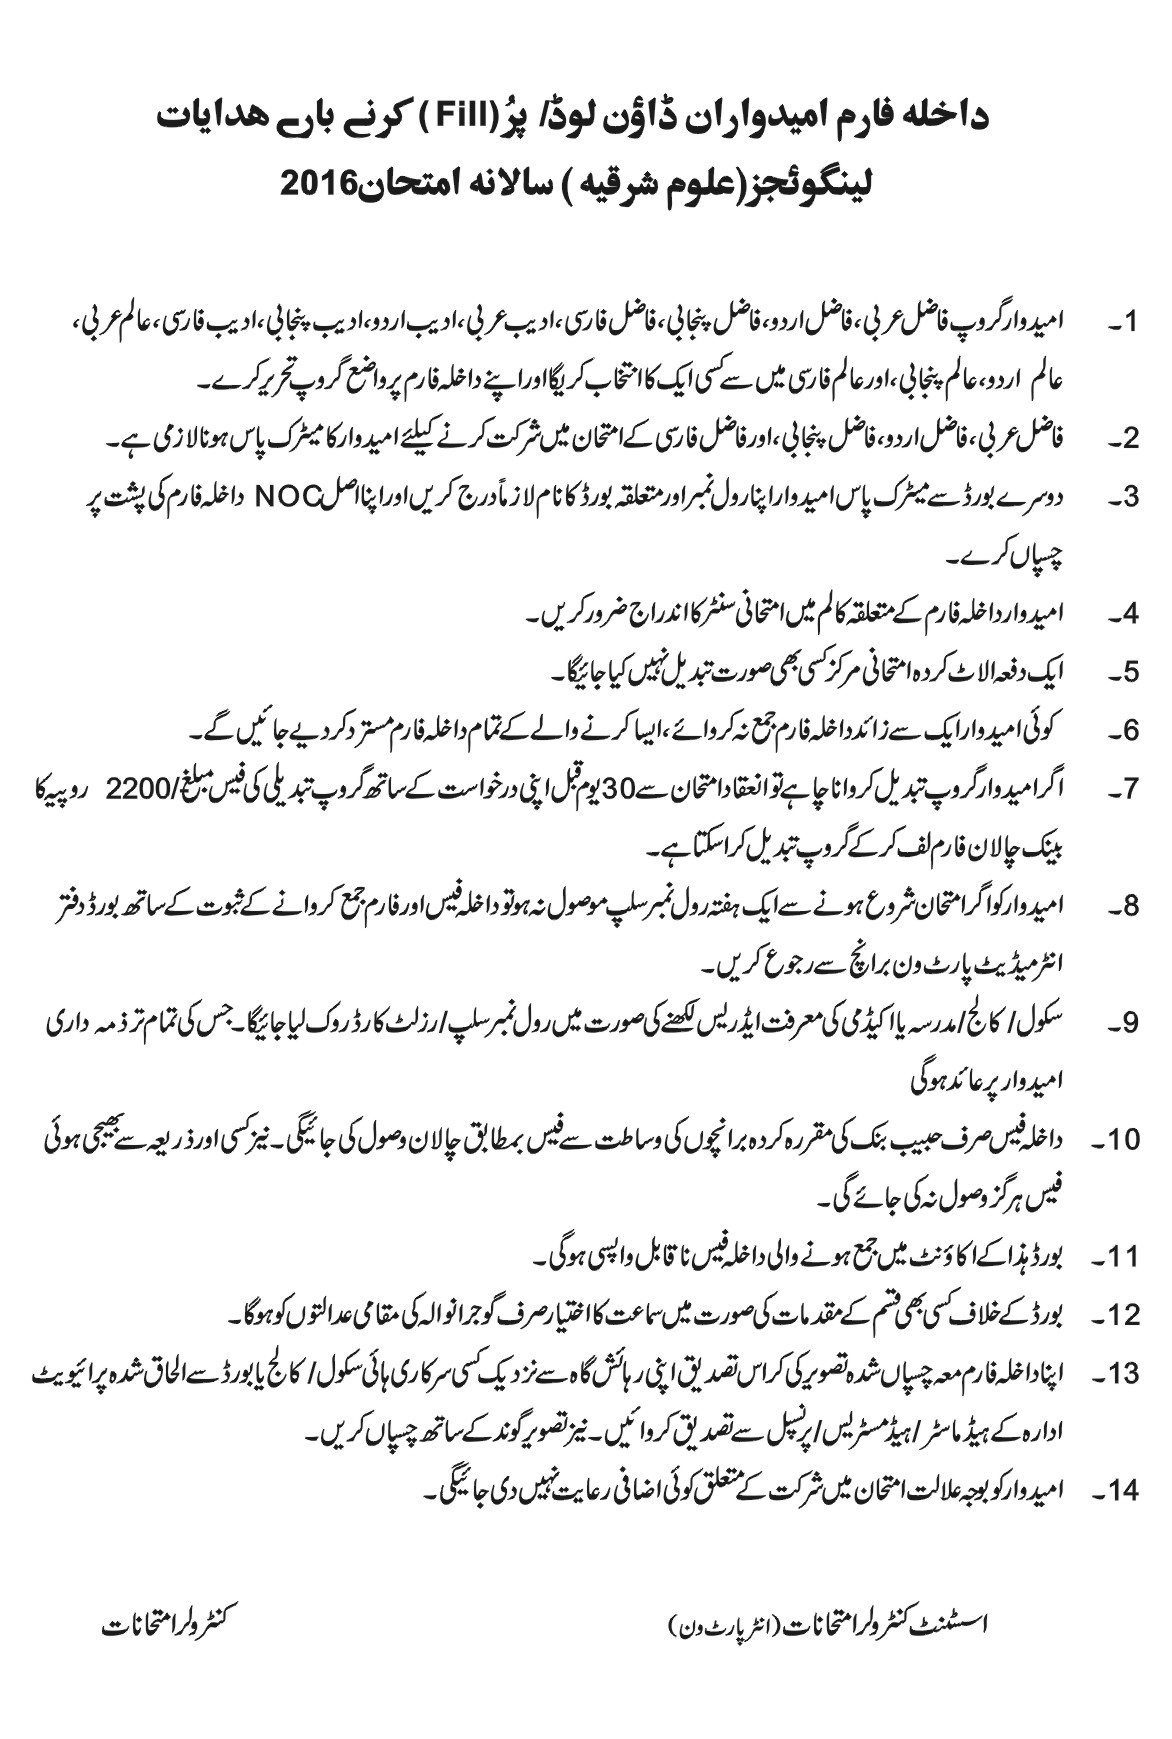 داخلہ فارم امیدواران ڈاؤن لوڈ/ پرُ (Fill) کرنے بارے ھدایات
لینگوئجز(علوم شرقیہ) سالانہ امتحان2016
1۔ امیدوار گروپ فاضل عربی، فاضل اردو، فاضل پنجابی، فاضل فارسی، ادیب عربی، ادیب اردو، ادیب پنجابی، ادیب فارسی، عالم عربی،
عالم اردو، عالم پنجابی، اور عالم فارسی میں سے کسی ایک کا انتخاب کریگا اور اپنے داخلہ فارم پر واضع گروپ تحریر کرے۔
2۔ فاضل عربی، فاضل اردو، فاضل پنجابی، اور فاضل فارسی کے امتحان میں شرکت کرنے کیلئے امیدوار کا میٹرک پاس ہونا لازمی ہے۔
3۔ دوسرے بورڈ سے میٹرک پاس امیدوار اپنا رول نمبر اور متعلقہ بورڈ کا نام لازماً درج کریں اور اپنا اصل NOC داخلہ فارم کی پشت پر
چسپاں کرے۔
4۔ امیدوار داخلہ فارم کے متعلقہ کالم میں امتحانی سنٹر کا اندراج ضرور کریں۔
5۔ ایک دفعہ الاٹ کردہ امتحانی مرکز کسی بھی صورت تبدیل نہیں کیا جائیگا۔
6۔ کوئی امیدوار ایک سے زائد داخلہ فارم جمع نہ کروائے، ایسا کرنے والے کے تمام داخلہ فارم مسترد کر دیے جائیں گے۔
7۔ اگر امیدوار گروپ تبدیل کروانا چاہے تو انعقاد امتحان سے 30 یوم قبل اپنی درخواست کے ساتھ گروپ تبدیلی کی فیس مبلغ/2200 روپیہ کا
بینک چالان فارم لف کر کے گروپ تبدیل کراسکتا ہے۔
8۔ امیدوار کو اگر امتحان شروع ہونے سے ایک ہفتہ رول نمبر سلپ موصول نہ ہو تو داخلہ فیس اور فارم جمع کروانے کے ثبوت کے ساتھ بورڈ دفتر
انٹرمیڈیٹ پارٹ ون برانچ سے رجوع کریں۔
9۔ سکول/ کالج/مدرسہ یا اکیڈمی کی معرفت ایڈریس لکھنے کی صورت میں رول نمبر سلپ/رزلٹ کارڈ روک لیا جائیگا۔ جس کی تمام تر ذمہ داری
امیدوار پر عائد ہوگی
10۔ داخلہ فیس صرف حبیب بنک کی مقررہ کردہ برانچوں کی وساطت سے فیس بمطابق چالان وصول کی جائیگی۔ نیز کسی اور ذریعہ سے بھیجی ہوئی
فیس ہرگز وصول نہ کی جائے گی۔
11۔ بورڈ ہذا کے اکاؤنٹ میں جمع ہونے والی داخلہ فیس ناقابل واپسی ہوگی۔
12۔ بورڈ کے خلاف کسی بھی قسم کے مقدمات کی صورت میں سماعت کا اختیار صرف گوجرانوالہ کی مقامی عدالتوں کو ہوگا۔
13۔ اپنا داخلہ فارم معہ چسپاں شدہ تصویر کی کراس تصدیق اپنی رہائش گاہ سے نزدیک کسی سرکاری ہائی سکول/ کالج یا بورڈ سے الحاق شدہ پرائیویٹ
ادارہ کے ہیڈ ماسٹر /ہیڈ مسٹریس/پرنسپل سے تصدیق کروائیں۔ نیز تصویر گوند کے ساتھ چسپاں کریں۔
14۔ امیدوار کو بوجہ علالت امتحان میں شرکت کے متعلق کوئی اضافی رعایت نہیں دی جائیگی۔
اسسٹنٹ کنٹرولر امتحانات (انٹر پارٹ ون) کنٹرولر امتحانات